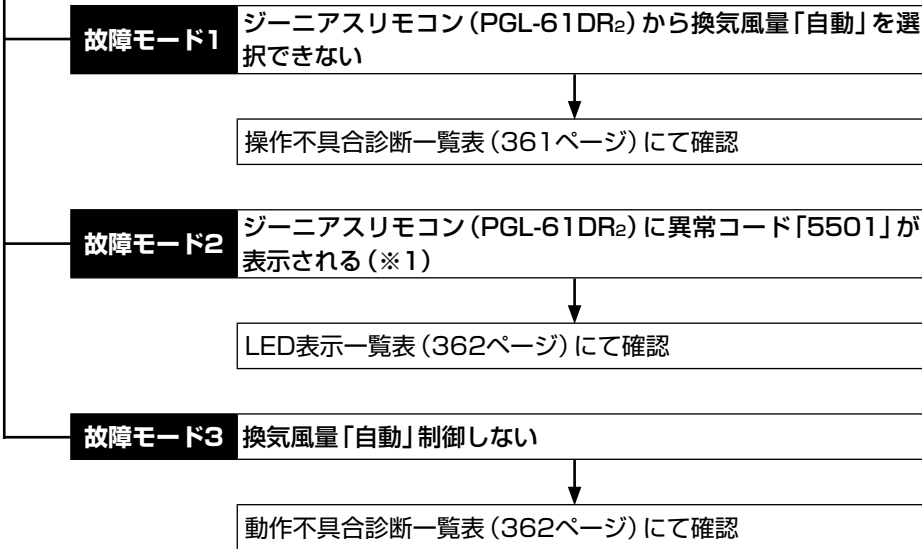 故障モード1
ジーニアスリモコン（PGL-61DR₂）から換気風量「自動」を選
択できない
操作不具合診断一覧表（361ページ）にて確認
故障モード2
ジーニアスリモコン（PGL-61DR₂）に異常コード「5501」が
表示される（※1）
LED表示一覧表（362ページ）にて確認
故障モード3
換気風量「自動」制御しない
動作不具合診断一覧表（362ページ）にて確認